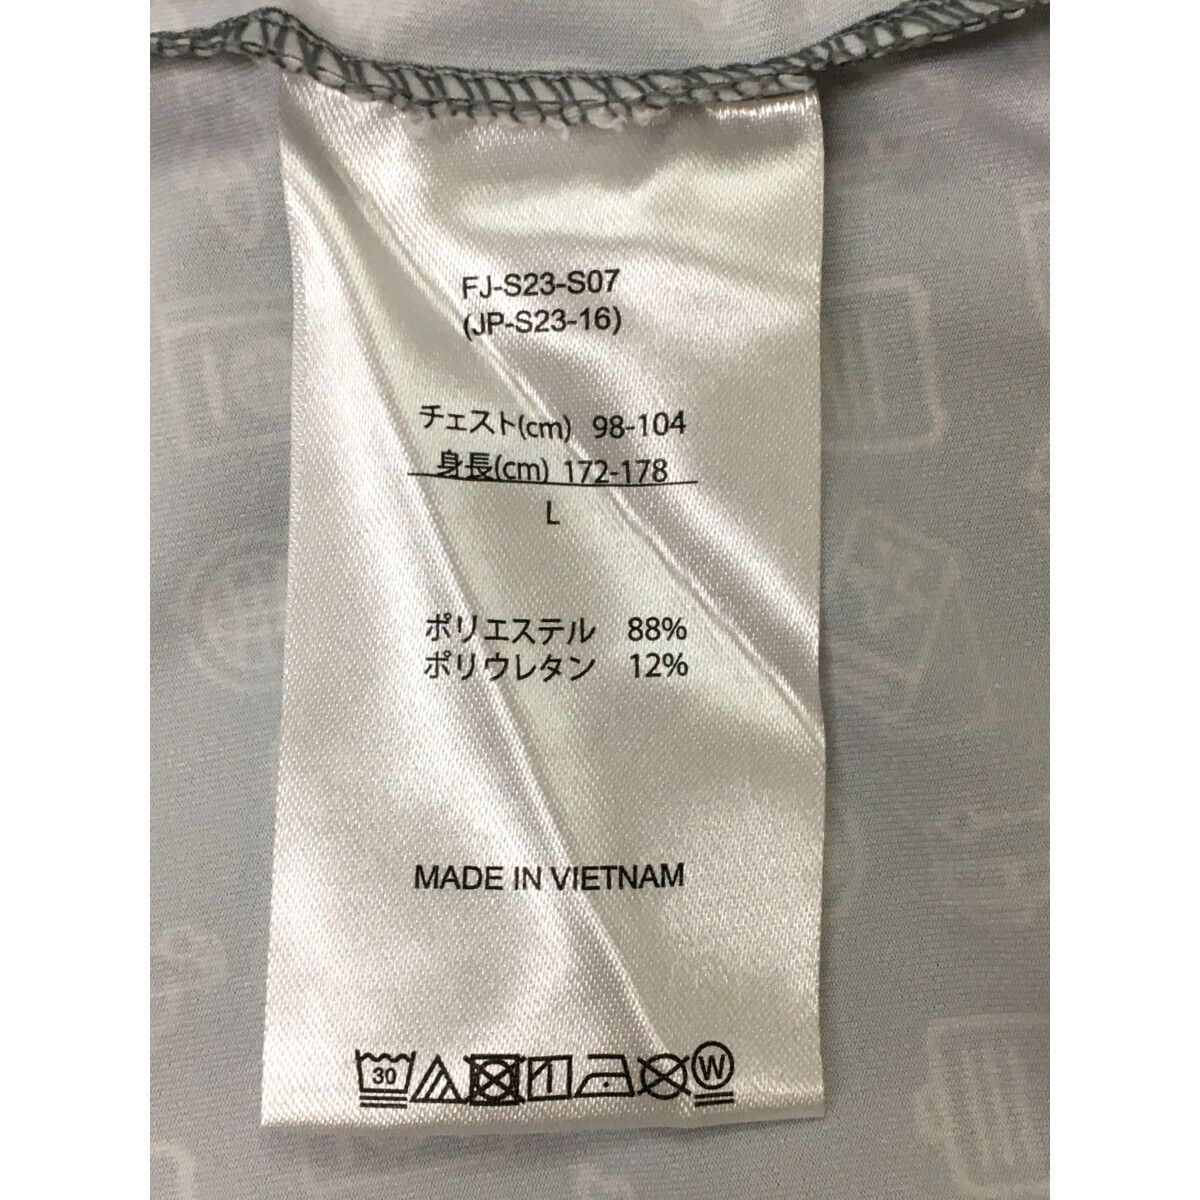 FJ-S23-S07
(JP-S23-16)
チェスト(cm) 98-104
身長(cm) 172-178
L
ポリエステル 88%
ポリウレタン 12%
MADE IN VIETNAM
30 W